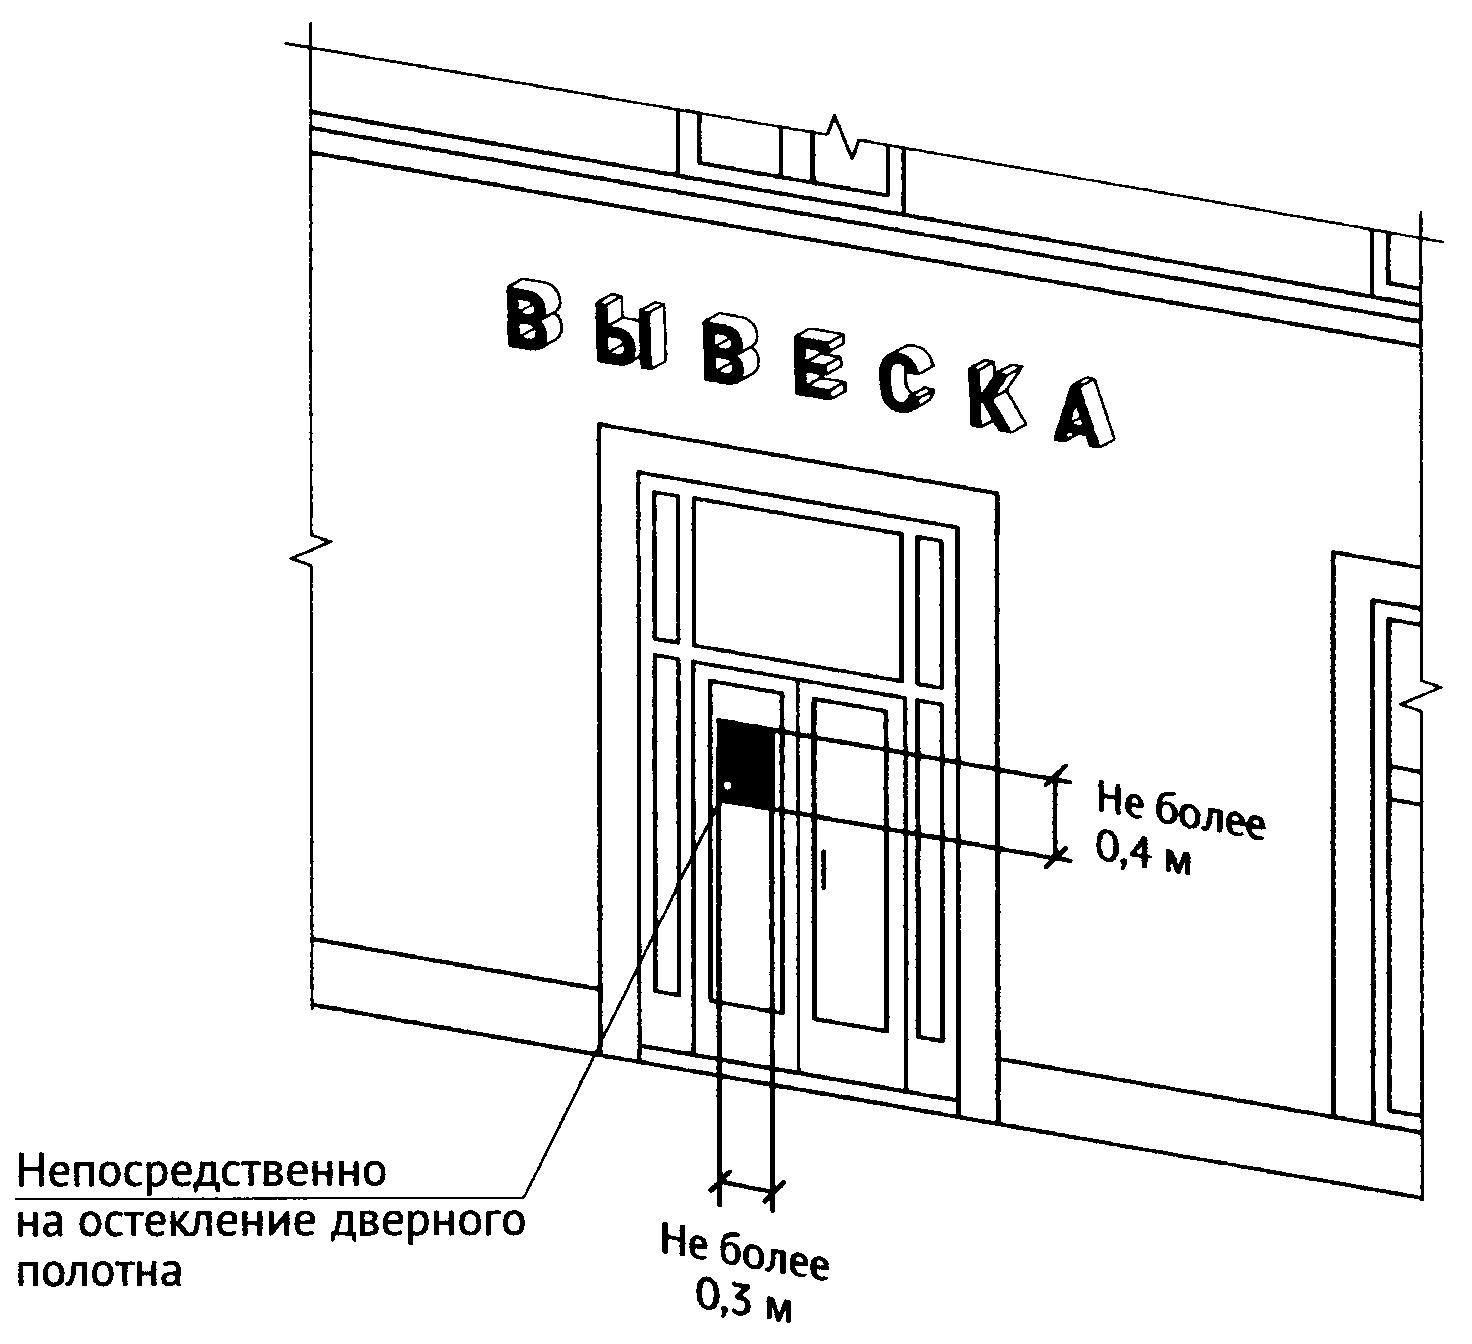 ВЫВЕСКА
Не более
0,4 м
Непосредственно
на остекление дверного
полотна
Не более
0,3 м